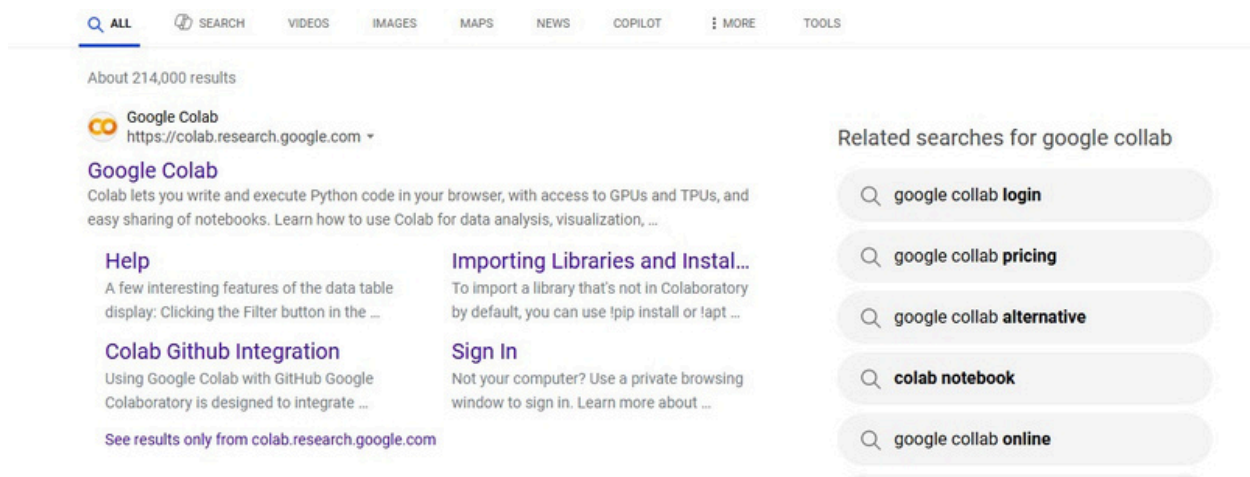 ALL SEARCH VIDEOS IMAGES MAPS NEWS COPILOT MORE TOOLS
About 214,000 results
Google Colab
https://colab.research.google.com
Google Colab
Colab lets you write and execute Python code in your browser, with access to GPUs and TPUs, and
easy sharing of notebooks. Learn how to use Colab for data analysis, visualization, ...
Help
A few interesting features of the data table
display: Clicking the Filter button in the ...
Importing Libraries and Instal...
To import a library that's not in Colaboratory
by default, you can use !pip install or !apt ...
Colab Github Integration
Using Google Colab with GitHub Google
Colaboratory is designed to integrate ...
Sign In
Not your computer? Use a private browsing
window to sign in. Learn more about ...
See results only from colab.research.google.com
Related searches for google collab
google collab login
google collab pricing
google collab alternative
colab notebook
google collab online